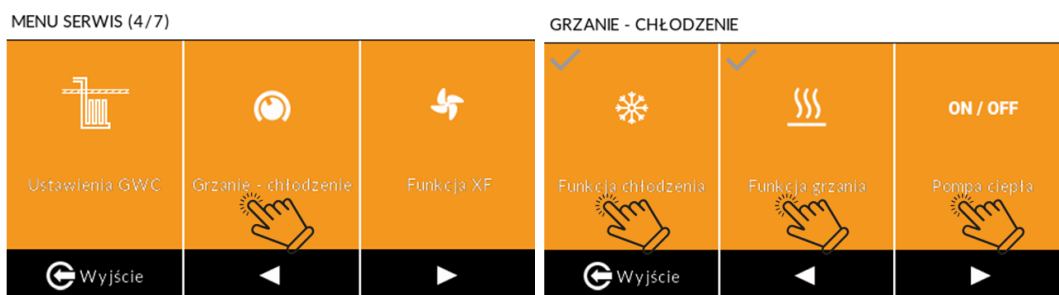 MENU SERWIS (4/7)
Ustawienia GWC
Grzanie - chłodzenie
Funkcja XF
Wyjście
GRZANIE - CHŁODZENIE
ON / OFF
Funkcja chłodzenia
Funkcja grzania
Pompa ciepła
Wyjście